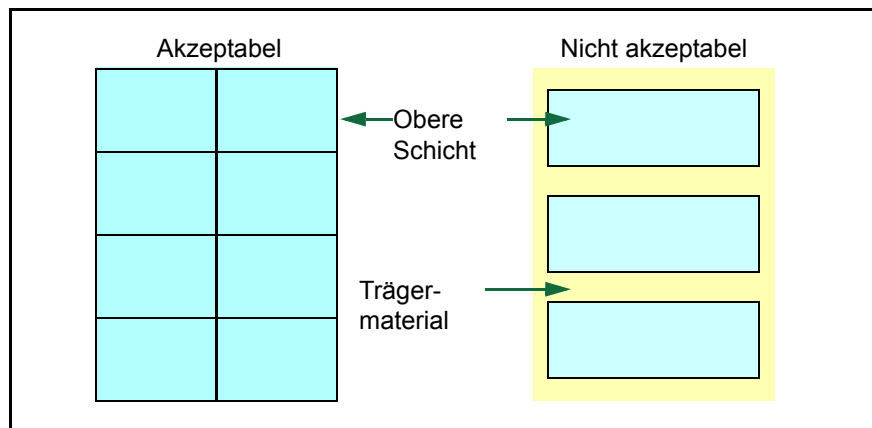 Akzeptabel
Nicht akzeptabel
Obere
Schicht
Träger-
material